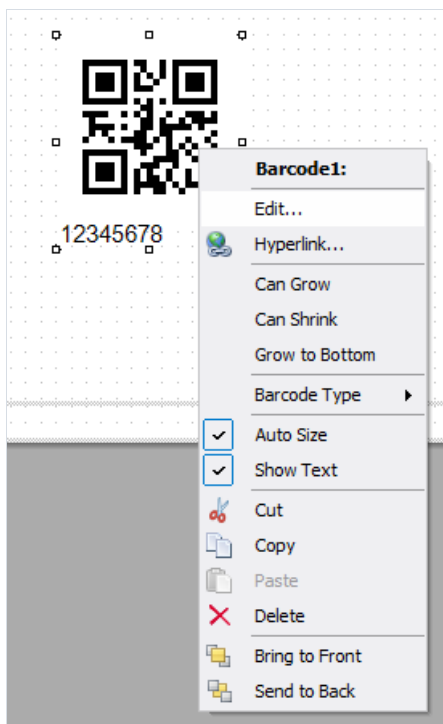 12345678
Barcode1:
Edit...
Hyperlink...
Can Grow
Can Shrink
Grow to Bottom
Barcode Type
Auto Size
Show Text
Cut
Copy
Paste
Delete
Bring to Front
Send to Back